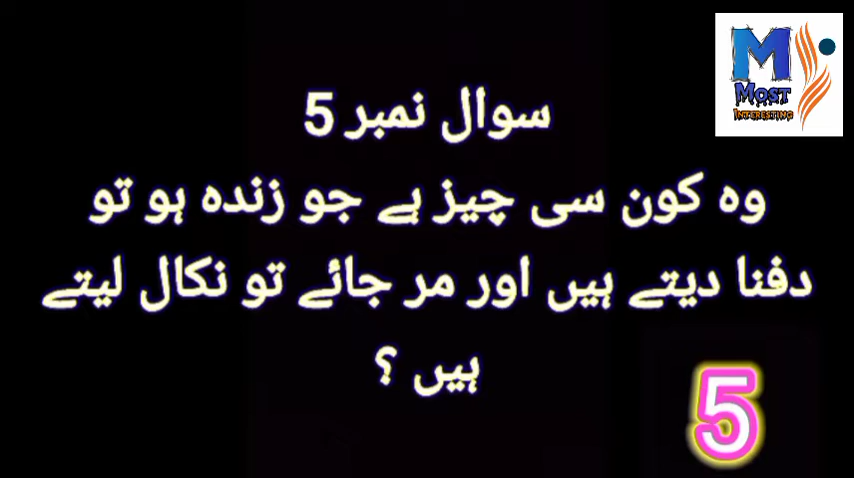 M
MOST
INTERESTING
سوال نمبر 5
وہ کون سی چیز ہے جو زندہ ہو تو
دفنا دیتے ہیں اور مر جائے تو نکال لیتے
ہیں ؟
5